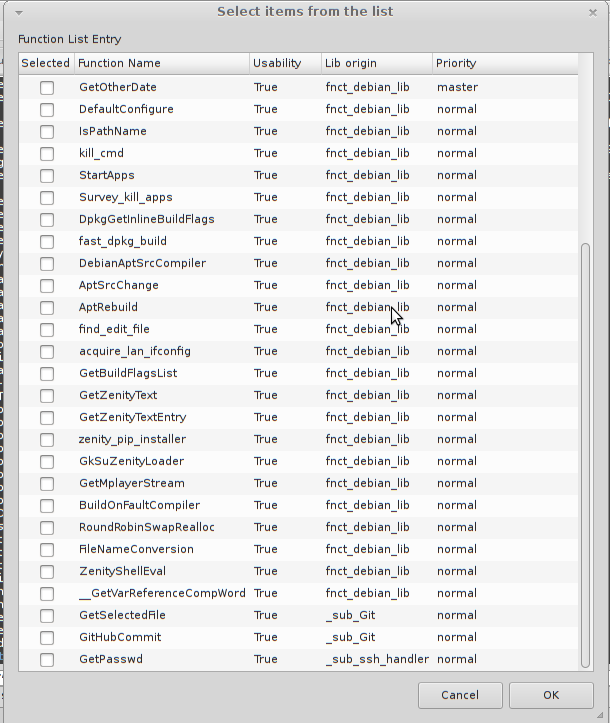 Select items from the list
Function List Entry
Selected Function Name Usability Lib origin Priority
GetOtherDate True fnct_debian_lib master
DefaultConfigure True fnct_debian_lib normal
IsPathName True fnct_debian_lib normal
kill_cmd True fnct_debian_lib normal
StartApps True fnct_debian_lib normal
Survey_kill_apps True fnct_debian_lib normal
DpkgGetInlineBuildFlags True fnct_debian_lib normal
fast_dpkg_build True fnct_debian_lib normal
DebianAptSrcCompiler True fnct_debian_lib normal
AptSrcChange True fnct_debian_lib normal
AptRebuild True fnct_debian_lib normal
find_edit_file True fnct_debian_lib normal
acquire_lan_ifconfig True fnct_debian_lib normal
GetBuildFlagsList True fnct_debian_lib normal
GetZenityText True fnct_debian_lib normal
GetZenityTextEntry True fnct_debian_lib normal
zenity_pip_installer True fnct_debian_lib normal
GkSuZenityLoader True fnct_debian_lib normal
GetMplayerStream True fnct_debian_lib normal
BuildOnFaultCompiler True fnct_debian_lib normal
RoundRobinSwapRealloc True fnct_debian_lib normal
FileNameConversion True fnct_debian_lib normal
ZenityShellEval True fnct_debian_lib normal
__GetVarReferenceCompWord True fnct_debian_lib normal
GetSelectedFile True _sub_Git normal
GitHubCommit True _sub_Git normal
GetPasswd True _sub_ssh_handler normal
Cancel OK